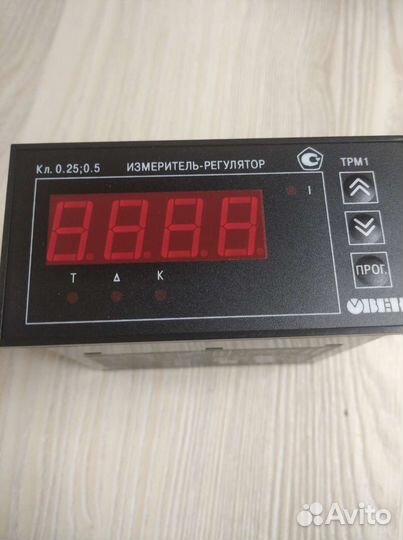 Кл. 0.25;0.5 ИЗМЕРИТЕЛЬ-РЕГУЛЯТОР ТРМ1
I
Т Δ К
ПРОГ.
ОВЕН
Avito